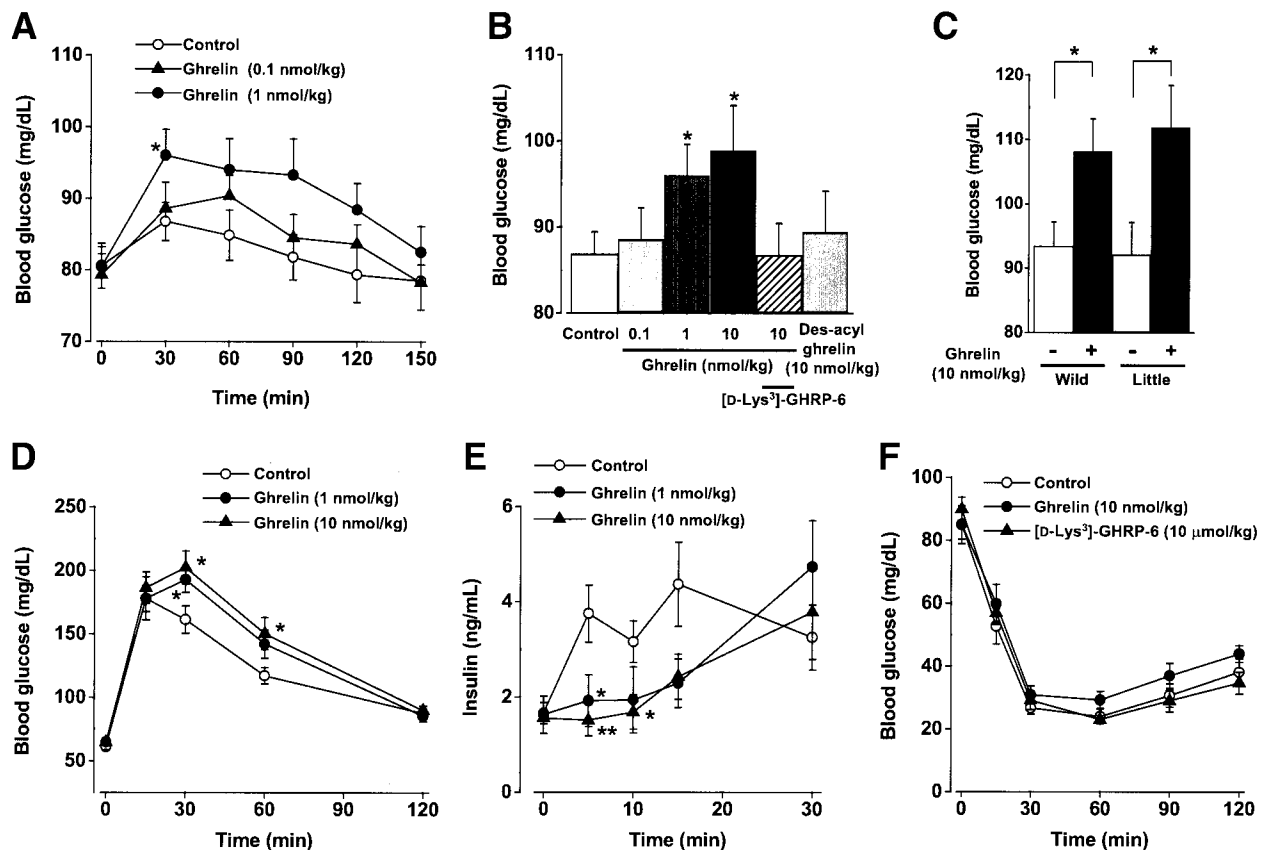 A
Control
Ghrelin (0.1 nmol/kg)
Ghrelin (1 nmol/kg)
110
100
90
80
70
*
Blood glucose (mg/dL)
0 30 60 90 120 150
Time (min)
B
110
100
90
80
* *
Blood glucose (mg/dL)
Control 0.1 1 10 10 Des-acyl
ghrelin
Ghrelin (nmol/kg) (10 nmol/kg)
[D-Lys³]-GHRP-6
C
* *
120
110
100
90
80
Blood glucose (mg/dL)
Ghrelin - + - +
(10 nmol/kg) Wild Little
D
Control
Ghrelin (1 nmol/kg)
Ghrelin (10 nmol/kg)
250
200
150
100
50
*
*
*
Blood glucose (mg/dL)
0 30 60 90 120
Time (min)
E
Control
Ghrelin (1 nmol/kg)
Ghrelin (10 nmol/kg)
6
4
2
0
*
*
**
Insulin (ng/mL)
0 10 20 30
Time (min)
F
Control
Ghrelin (10 nmol/kg)
[D-Lys³]-GHRP-6 (10 μmol/kg)
100
80
60
40
20
0
Blood glucose (mg/dL)
0 30 60 90 120
Time (min)